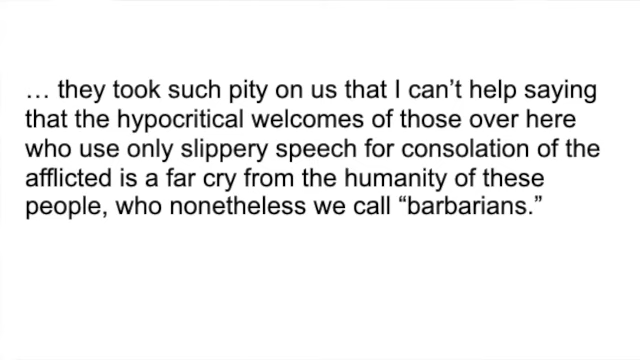 … they took such pity on us that I can’t help saying
that the hypocritical welcomes of those over here
who use only slippery speech for consolation of the
afflicted is a far cry from the humanity of these
people, who nonetheless we call “barbarians.”